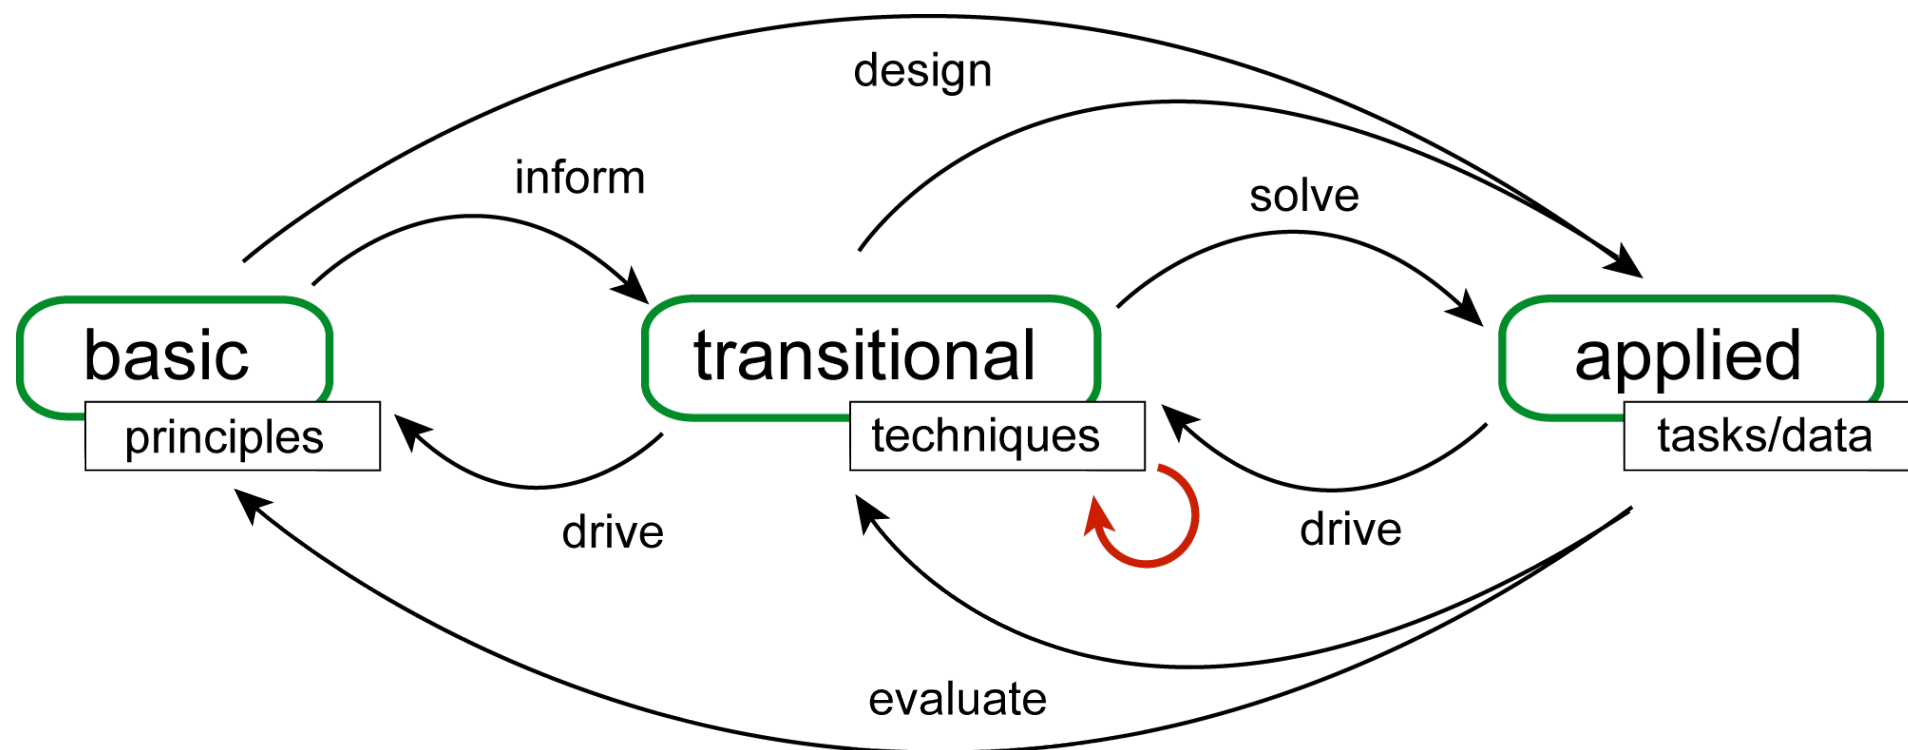 design
inform
solve
basic
transitional
applied
principles
techniques
tasks/data
drive
drive
evaluate